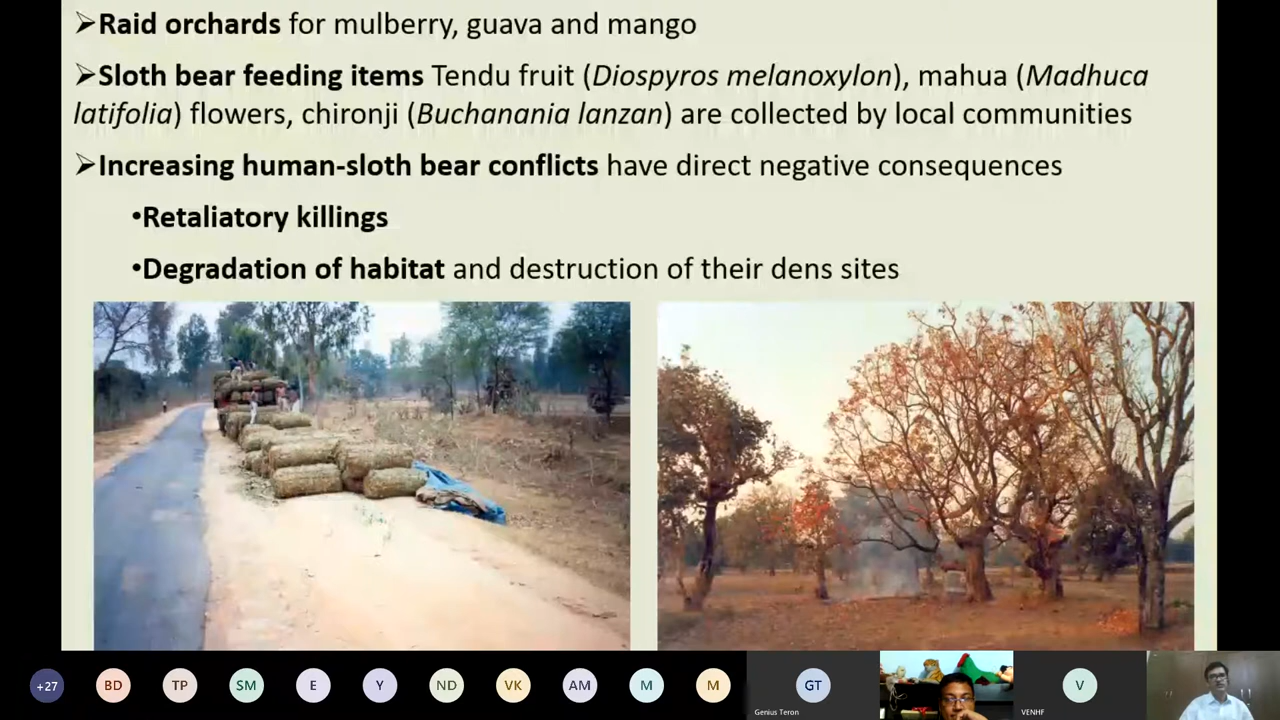 ➢Raid orchards for mulberry, guava and mango
➢Sloth bear feeding items Tendu fruit (Diospyros melanoxylon), mahua (Madhuca
latifolia) flowers, chironji (Buchanania lanzan) are collected by local communities
➢Increasing human-sloth bear conflicts have direct negative consequences
•Retaliatory killings
•Degradation of habitat and destruction of their dens sites
+27 BD TP SM E Y ND VK AM M M GT V
Genius Teron VENHF